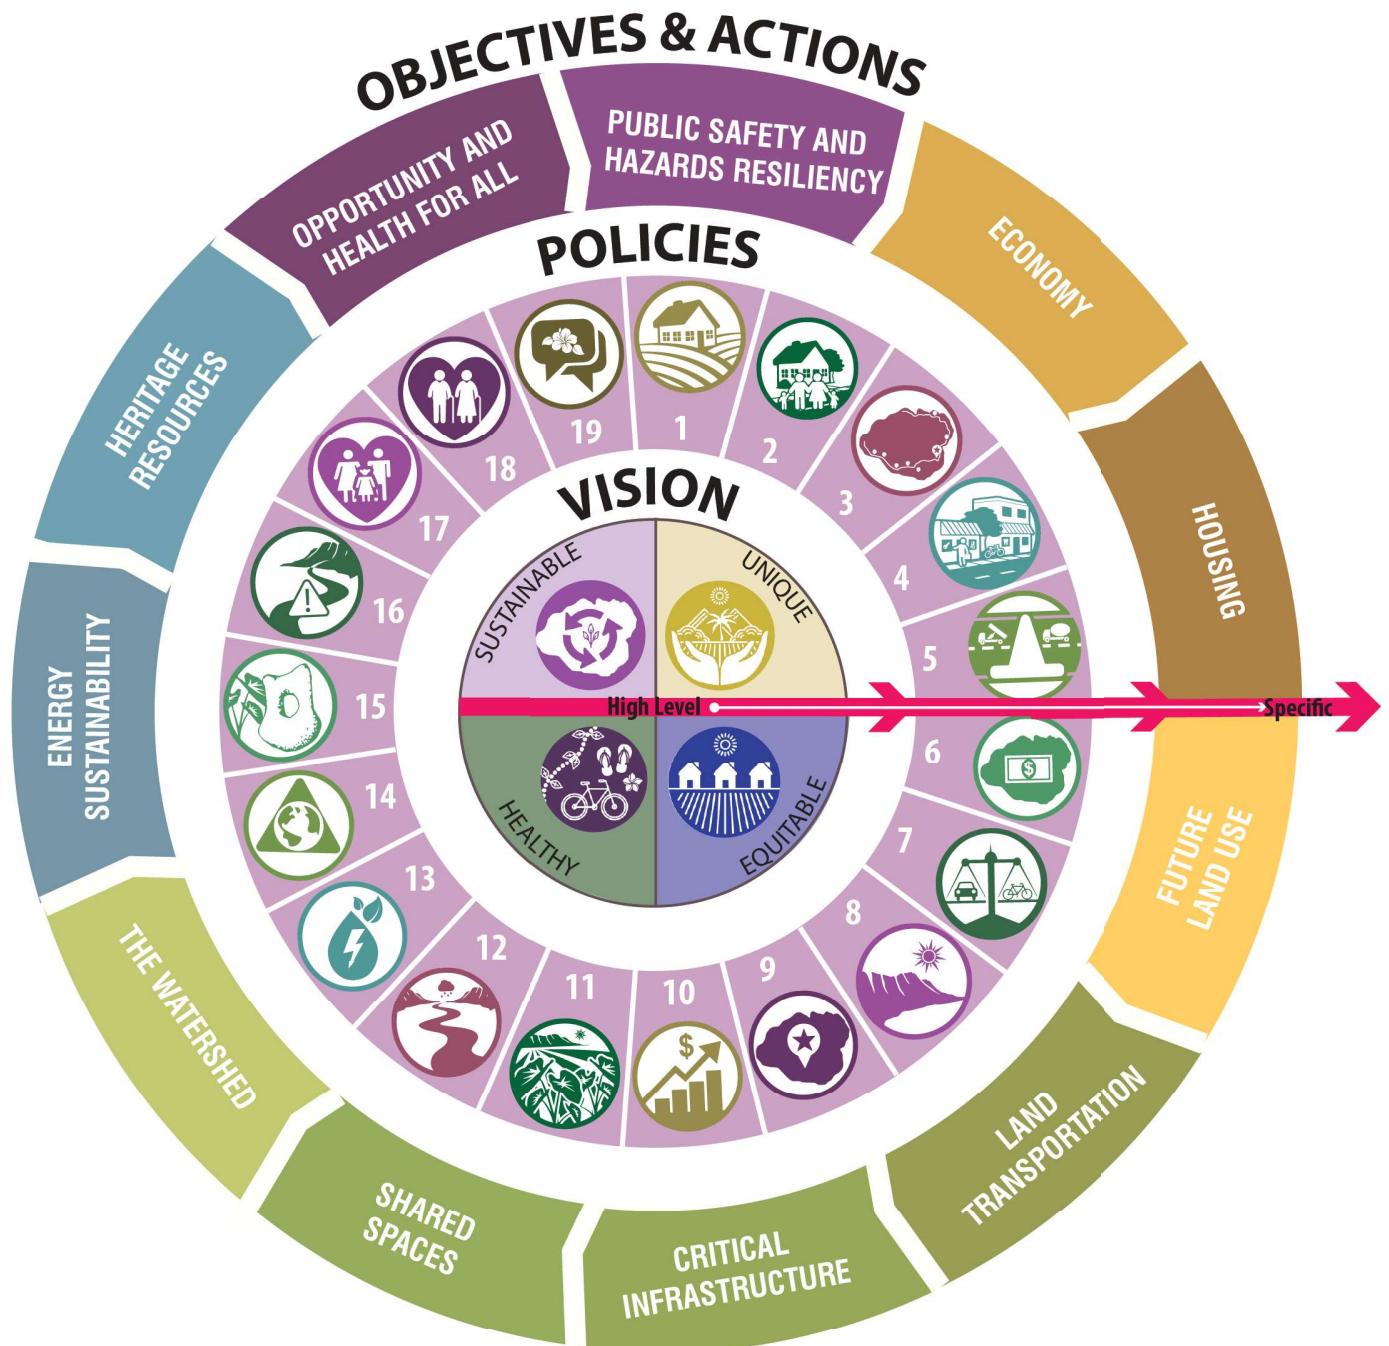 OBJECTIVES & ACTIONS
PUBLIC SAFETY AND
HAZARDS RESILIENCY
ECONOMY
HOUSING
FUTURE
LAND USE
LAND
TRANSPORTATION
CRITICAL
INFRASTRUCTURE
SHARED
SPACES
THE WATERSHED
ENERGY
SUSTAINABILITY
HERITAGE
RESOURCES
OPPORTUNITY AND
HEALTH FOR ALL
POLICIES
1
2
3
4
5
6
$
7
8
9
10
$
11
12
13
14
15
16
!
17
18
19
VISION
SUSTAINABLE
UNIQUE
High Level
Specific
HEALTHY
EQUITABLE